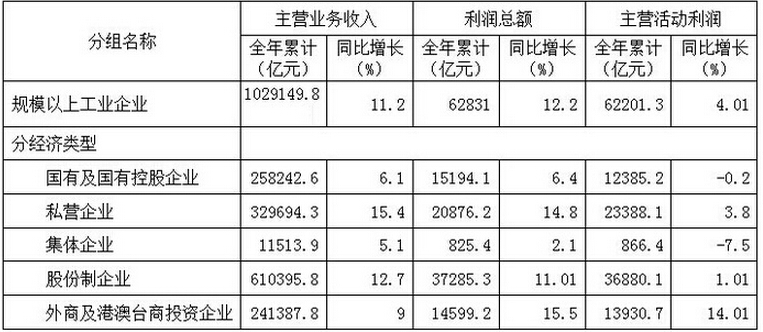 分组名称 主营业务收入 利润总额 主营活动利润
全年累计（亿元） 同比增长（%） 全年累计（亿元） 同比增长（%） 全年累计（亿元） 同比增长（%）
规模以上工业企业 1029149.8 11.2 62831 12.2 62201.3 4.01
分经济类型
国有及国有控股企业 258242.6 6.1 15194.1 6.4 12385.2 -0.2
私营企业 329694.3 15.4 20876.2 14.8 23388.1 3.8
集体企业 11513.9 5.1 825.4 2.1 866.4 -7.5
股份制企业 610395.8 12.7 37285.3 11.01 36880.1 1.01
外商及港澳台商投资企业 241387.8 9 14599.2 15.5 13930.7 14.01